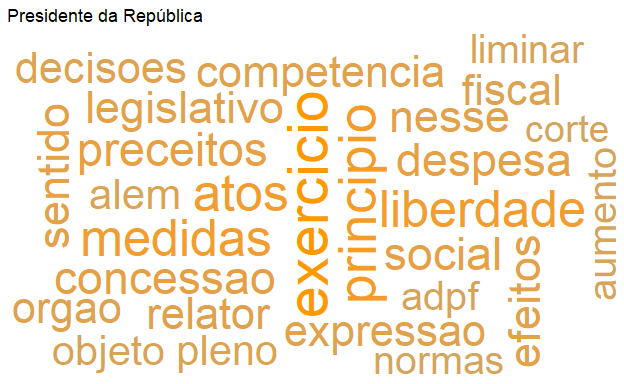 Presidente da República
liminar
decisoes
competencia
fiscal
legislativo
nesse
corte
sentido
preceitos
exercicio
principio
despesa
aumento
alem
atos
liberdade
medidas
social
efeitos
concessao
adpf
orgao
relator
expressao
objeto
pleno
normas